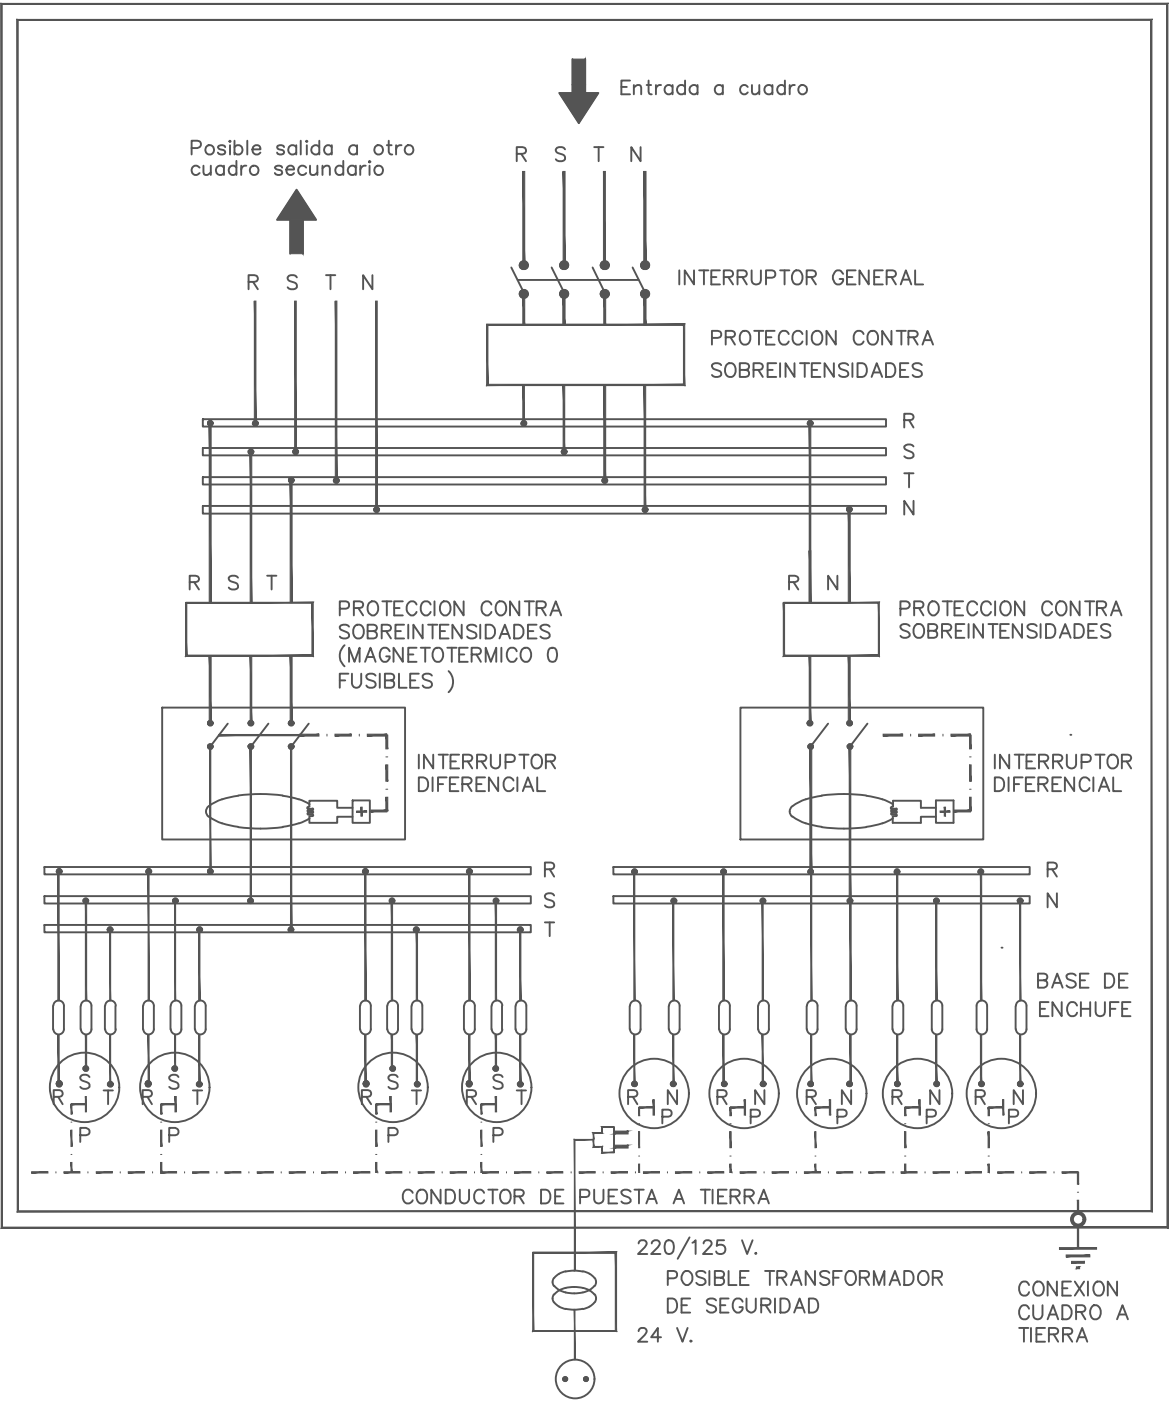 Entrada a cuadro
Posible salida a otro
cuadro secundario
R S T N
R S T N
INTERRUPTOR GENERAL
PROTECCION CONTRA
SOBREINTENSIDADES
R
S
T
N
R S T
R N
PROTECCION CONTRA
SOBREINTENSIDADES
(MAGNETOTERMICO O
FUSIBLES )
PROTECCION CONTRA
SOBREINTENSIDADES
INTERRUPTOR
DIFERENCIAL
INTERRUPTOR
DIFERENCIAL
+
+
R
S
T
R
N
BASE DE
ENCHUFE
S S S S
R T R T R T R T
R N R N R N R N R N
P P P P P
P P P P
CONDUCTOR DE PUESTA A TIERRA
220/125 V.
POSIBLE TRANSFORMADOR
DE SEGURIDAD
24 V.
CONEXION
CUADRO A
TIERRA